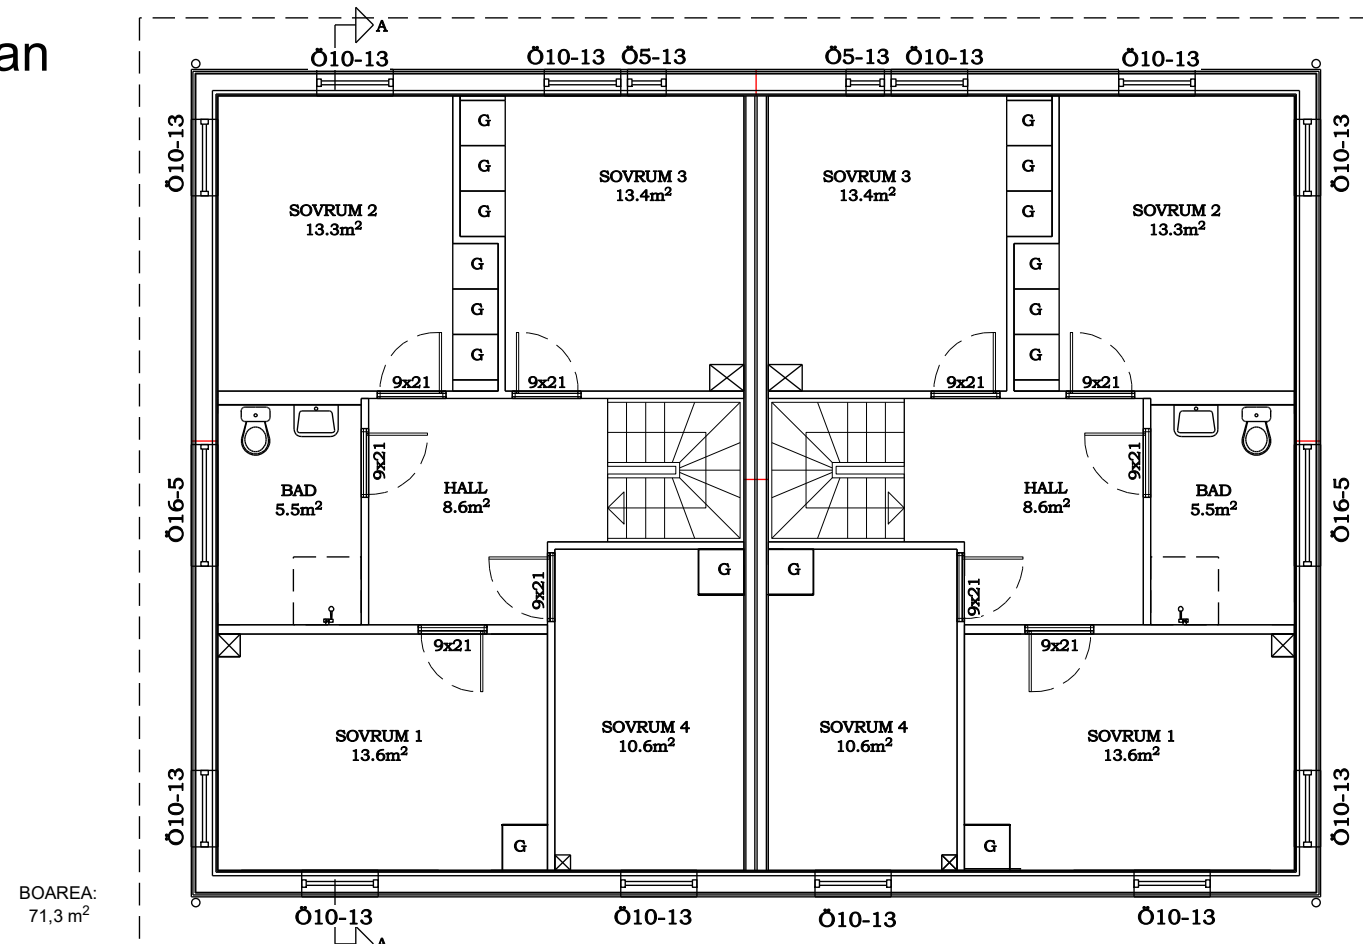 an
A
Ö10-13 Ö10-13 Ö5-13 Ö5-13 Ö10-13 Ö10-13
Ö10-13
Ö10-13
G G
G G
G G
G G
G G
G G
SOVRUM 2
13.3m²
SOVRUM 3
13.4m²
SOVRUM 3
13.4m²
SOVRUM 2
13.3m²
9x21 9x21 9x21 9x21
Ö16-5
BAD
5.5m²
9x21
HALL
8.6m²
HALL
8.6m²
9x21
BAD
5.5m²
Ö16-5
9x21
G G
9x21
9x21 9x21
SOVRUM 1
13.6m²
SOVRUM 4
10.6m²
SOVRUM 4
10.6m²
SOVRUM 1
13.6m²
Ö10-13
Ö10-13
G G
BOAREA:
71,3 m²
Ö10-13 Ö10-13 Ö10-13 Ö10-13
A